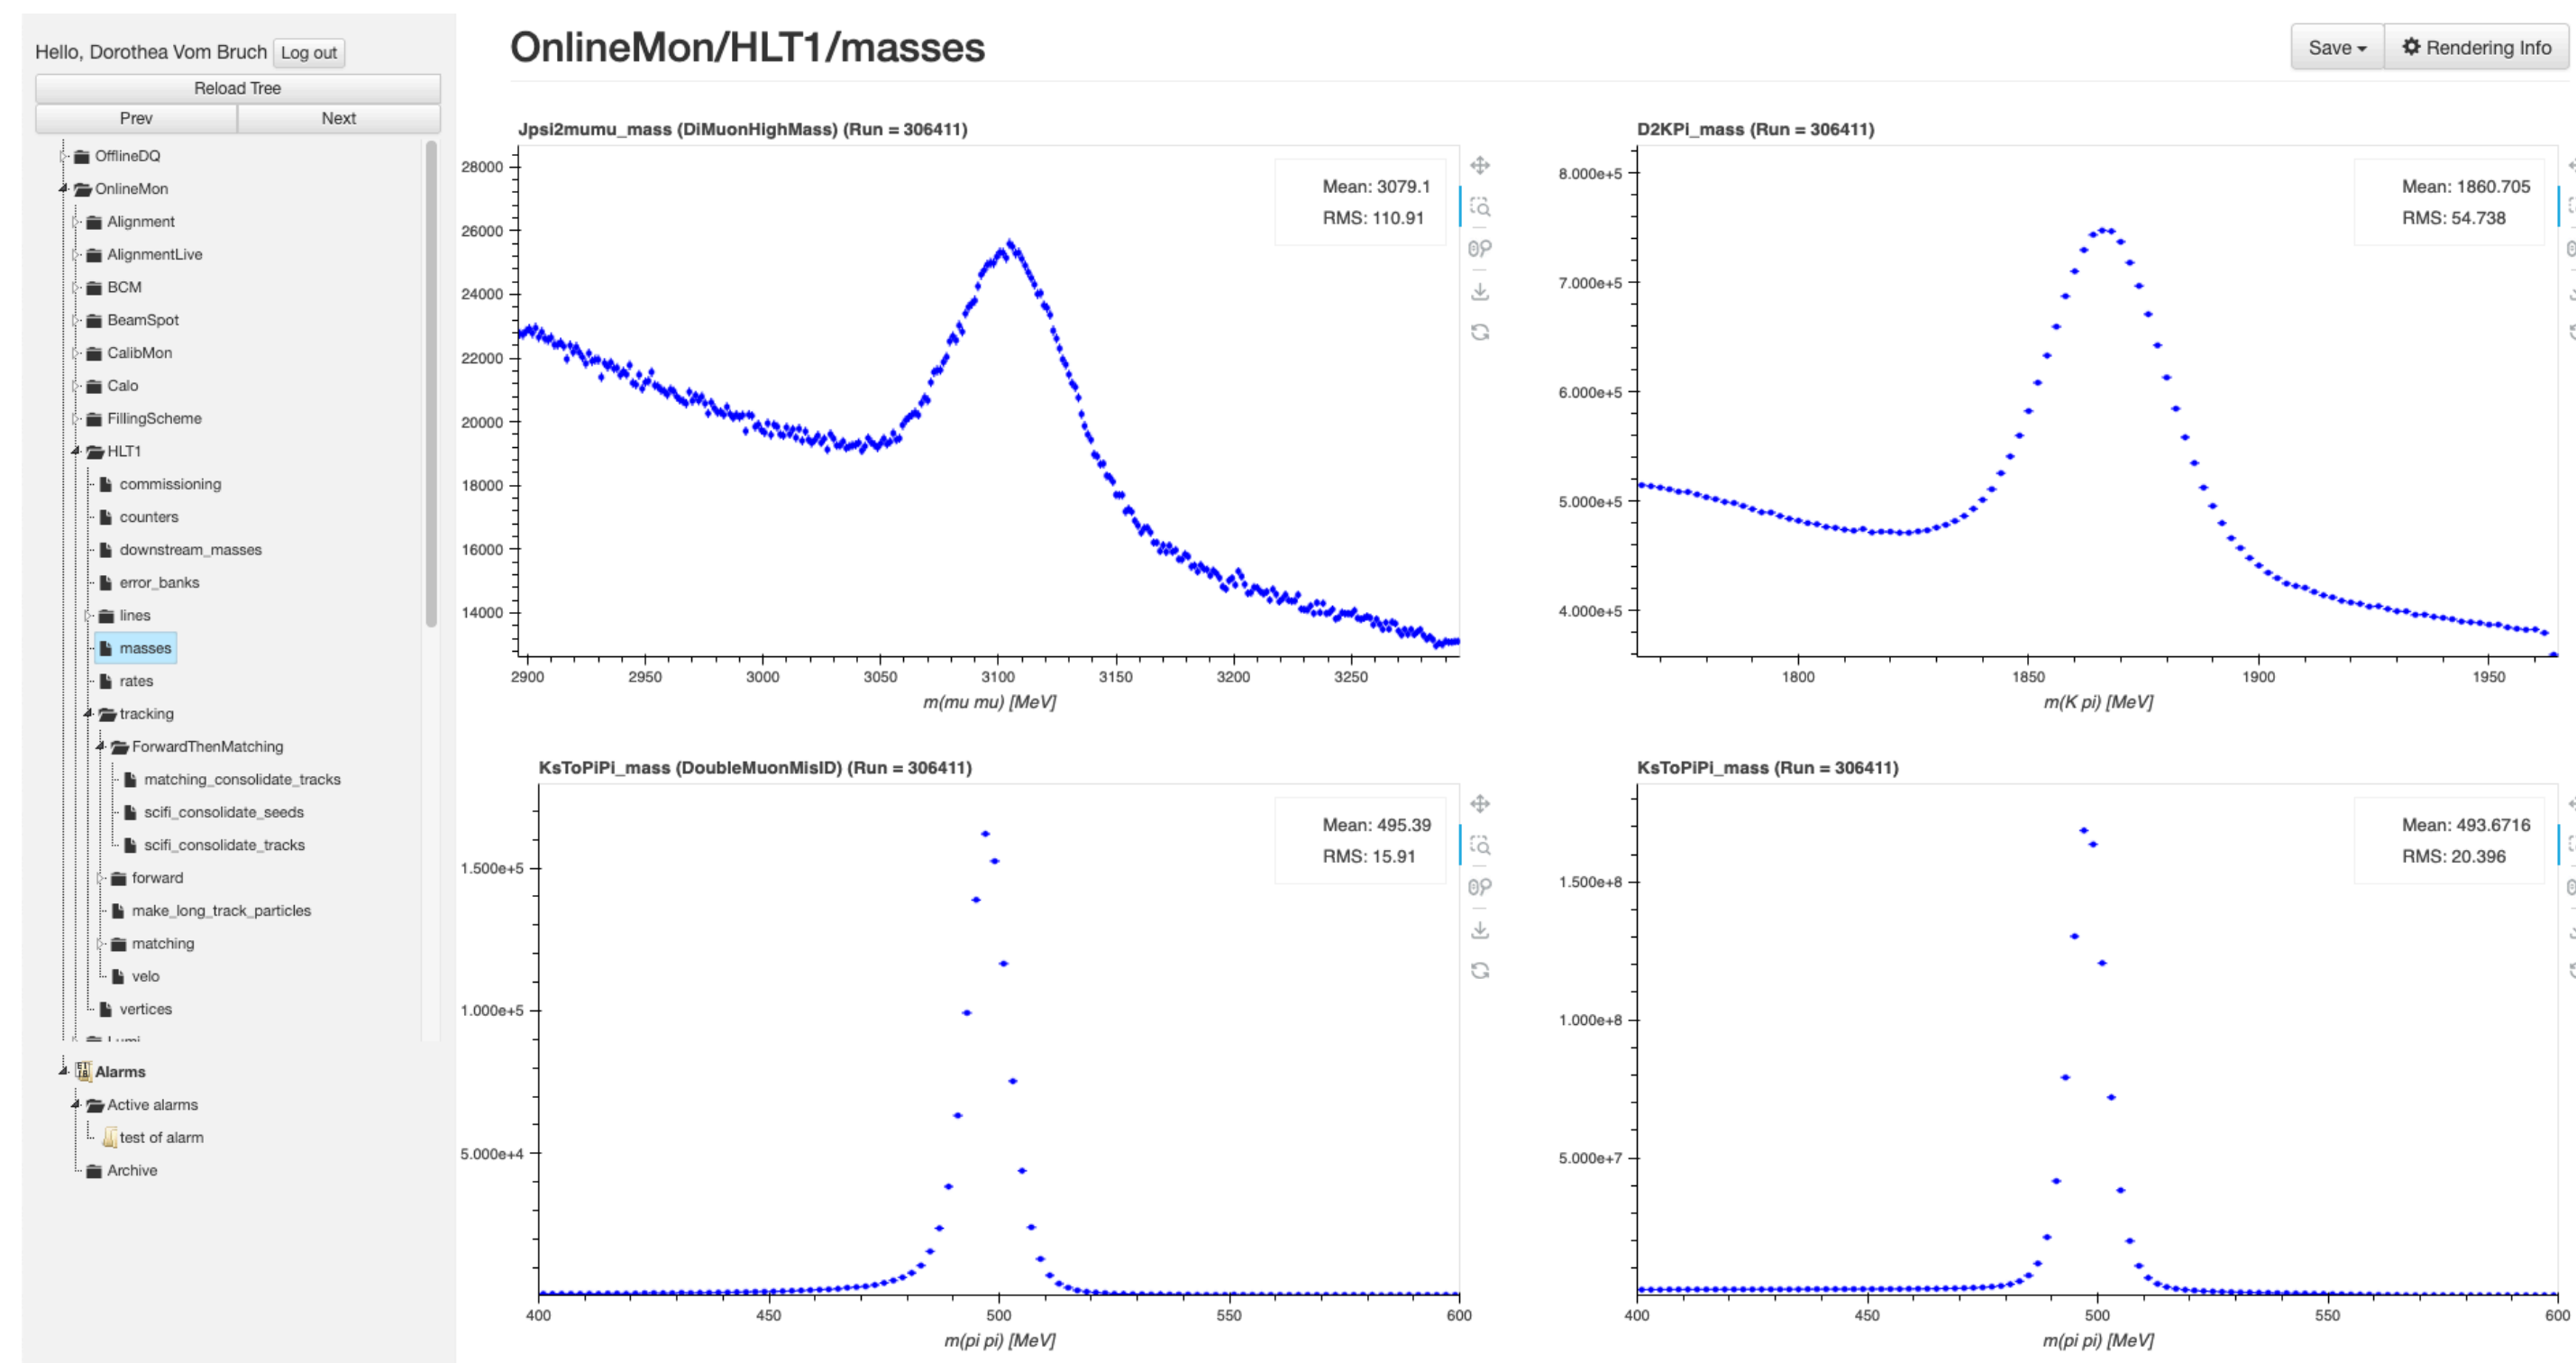 Hello, Dorothea Vom Bruch Log out
Reload Tree
Prev Next
OfflineDQ
OnlineMon
Alignment
AlignmentLive
BCM
BeamSpot
CalibMon
Calo
FillingScheme
HLT1
commissioning
counters
downstream_masses
error_banks
lines
masses
rates
tracking
ForwardThenMatching
matching_consolidate_tracks
scifi_consolidate_seeds
scifi_consolidate_tracks
forward
make_long_track_particles
matching
velo
vertices
Lumi
Alarms
Active alarms
test of alarm
Archive
OnlineMon/HLT1/masses
Save Rendering Info
Jpsi2mumu_mass (DiMuonHighMass) (Run = 306411)
Mean: 3079.1
RMS: 110.91
28000
26000
24000
22000
20000
18000
16000
14000
2900 2950 3000 3050 3100 3150 3200 3250
m(mu mu) [MeV]
D2KPi_mass (Run = 306411)
Mean: 1860.705
RMS: 54.738
8.000e+5
7.000e+5
6.000e+5
5.000e+5
4.000e+5
1800 1850 1900 1950
m(K pi) [MeV]
KsToPiPi_mass (DoubleMuonMisID) (Run = 306411)
Mean: 495.39
RMS: 15.91
1.500e+5
1.000e+5
5.000e+4
400 450 500 550 600
m(pi pi) [MeV]
KsToPiPi_mass (Run = 306411)
Mean: 493.6716
RMS: 20.396
1.500e+8
1.000e+8
5.000e+7
400 450 500 550 600
m(pi pi) [MeV]